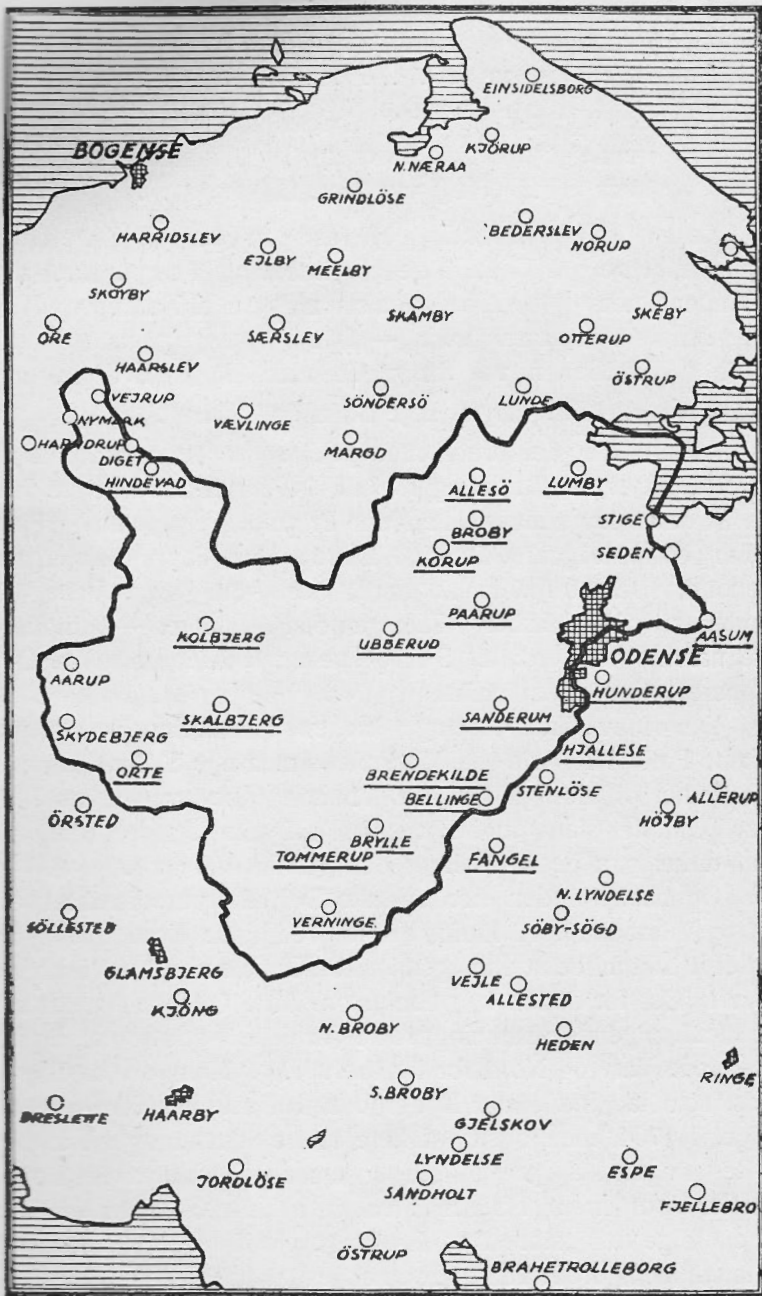 EINSIDELSBORG
KJÖRUP
BOGENSE
N.NÆRAA
GRINDLÖSE
BEDERSLEV
HARRIDSLEV
NORUP
EJLBY
MEELBY
SKOVBY
SKAMBY
SKEBY
ORE
SÆRSLEV
OTTERUP
HAARSLEV
ÖSTRUP
VEJRUP
SÖNDERSÖ
LUNDE
NYMARK
VÆVLINGE
HARNDRUP
MARGD
DIGET
HINDEVAD
ALLESÖ
LUMBY
STIGE
BROBY
SEDEN
KORUP
PAARUP
KOLBJERG
UBBERUD
AASUM
ODENSE
AARUP
HUNDERUP
SKALBJERG
SANDERUM
SKYDEBJERG
HJALLESE
ORTE
BRENDEKILDE
STENLÖSE
ALLERUP
BELLINGE
ÖRSTED
HÖJBY
BRYLLE
TOMMERUP
FANGEL
N.LYNDELSE
VERNINGE
SÖLLESTED
SÖBY-SÖGD
GLAMSBJERG
VEJLE
ALLESTED
KJÖNG
N.BROBY
HEDEN
RINGE
S.BROBY
DRESLETTE
HAARBY
GJELSKOV
LYNDELSE
JORDLÖSE
ESPE
SANDHOLT
FJELLEBRO
ÖSTRUP
BRAHETROLLEBORG